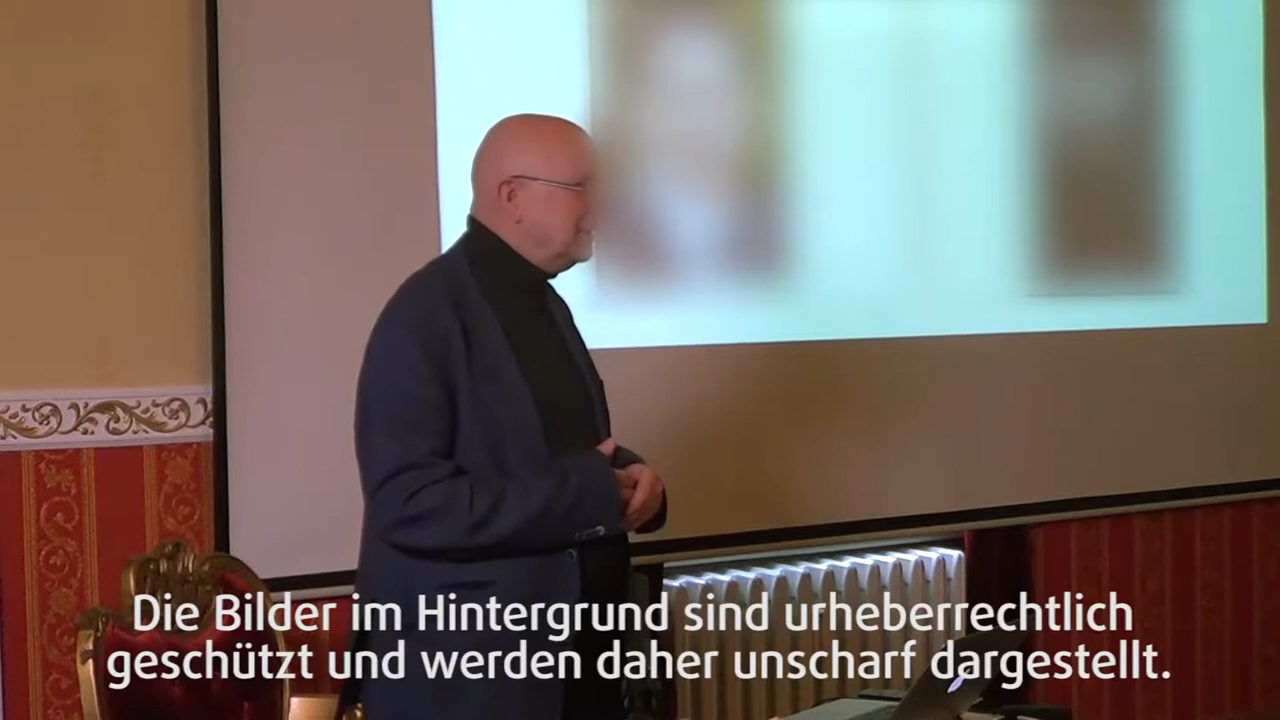 Die Bilder im Hintergrund sind urheberrechtlich
geschützt und werden daher unscharf dargestellt.